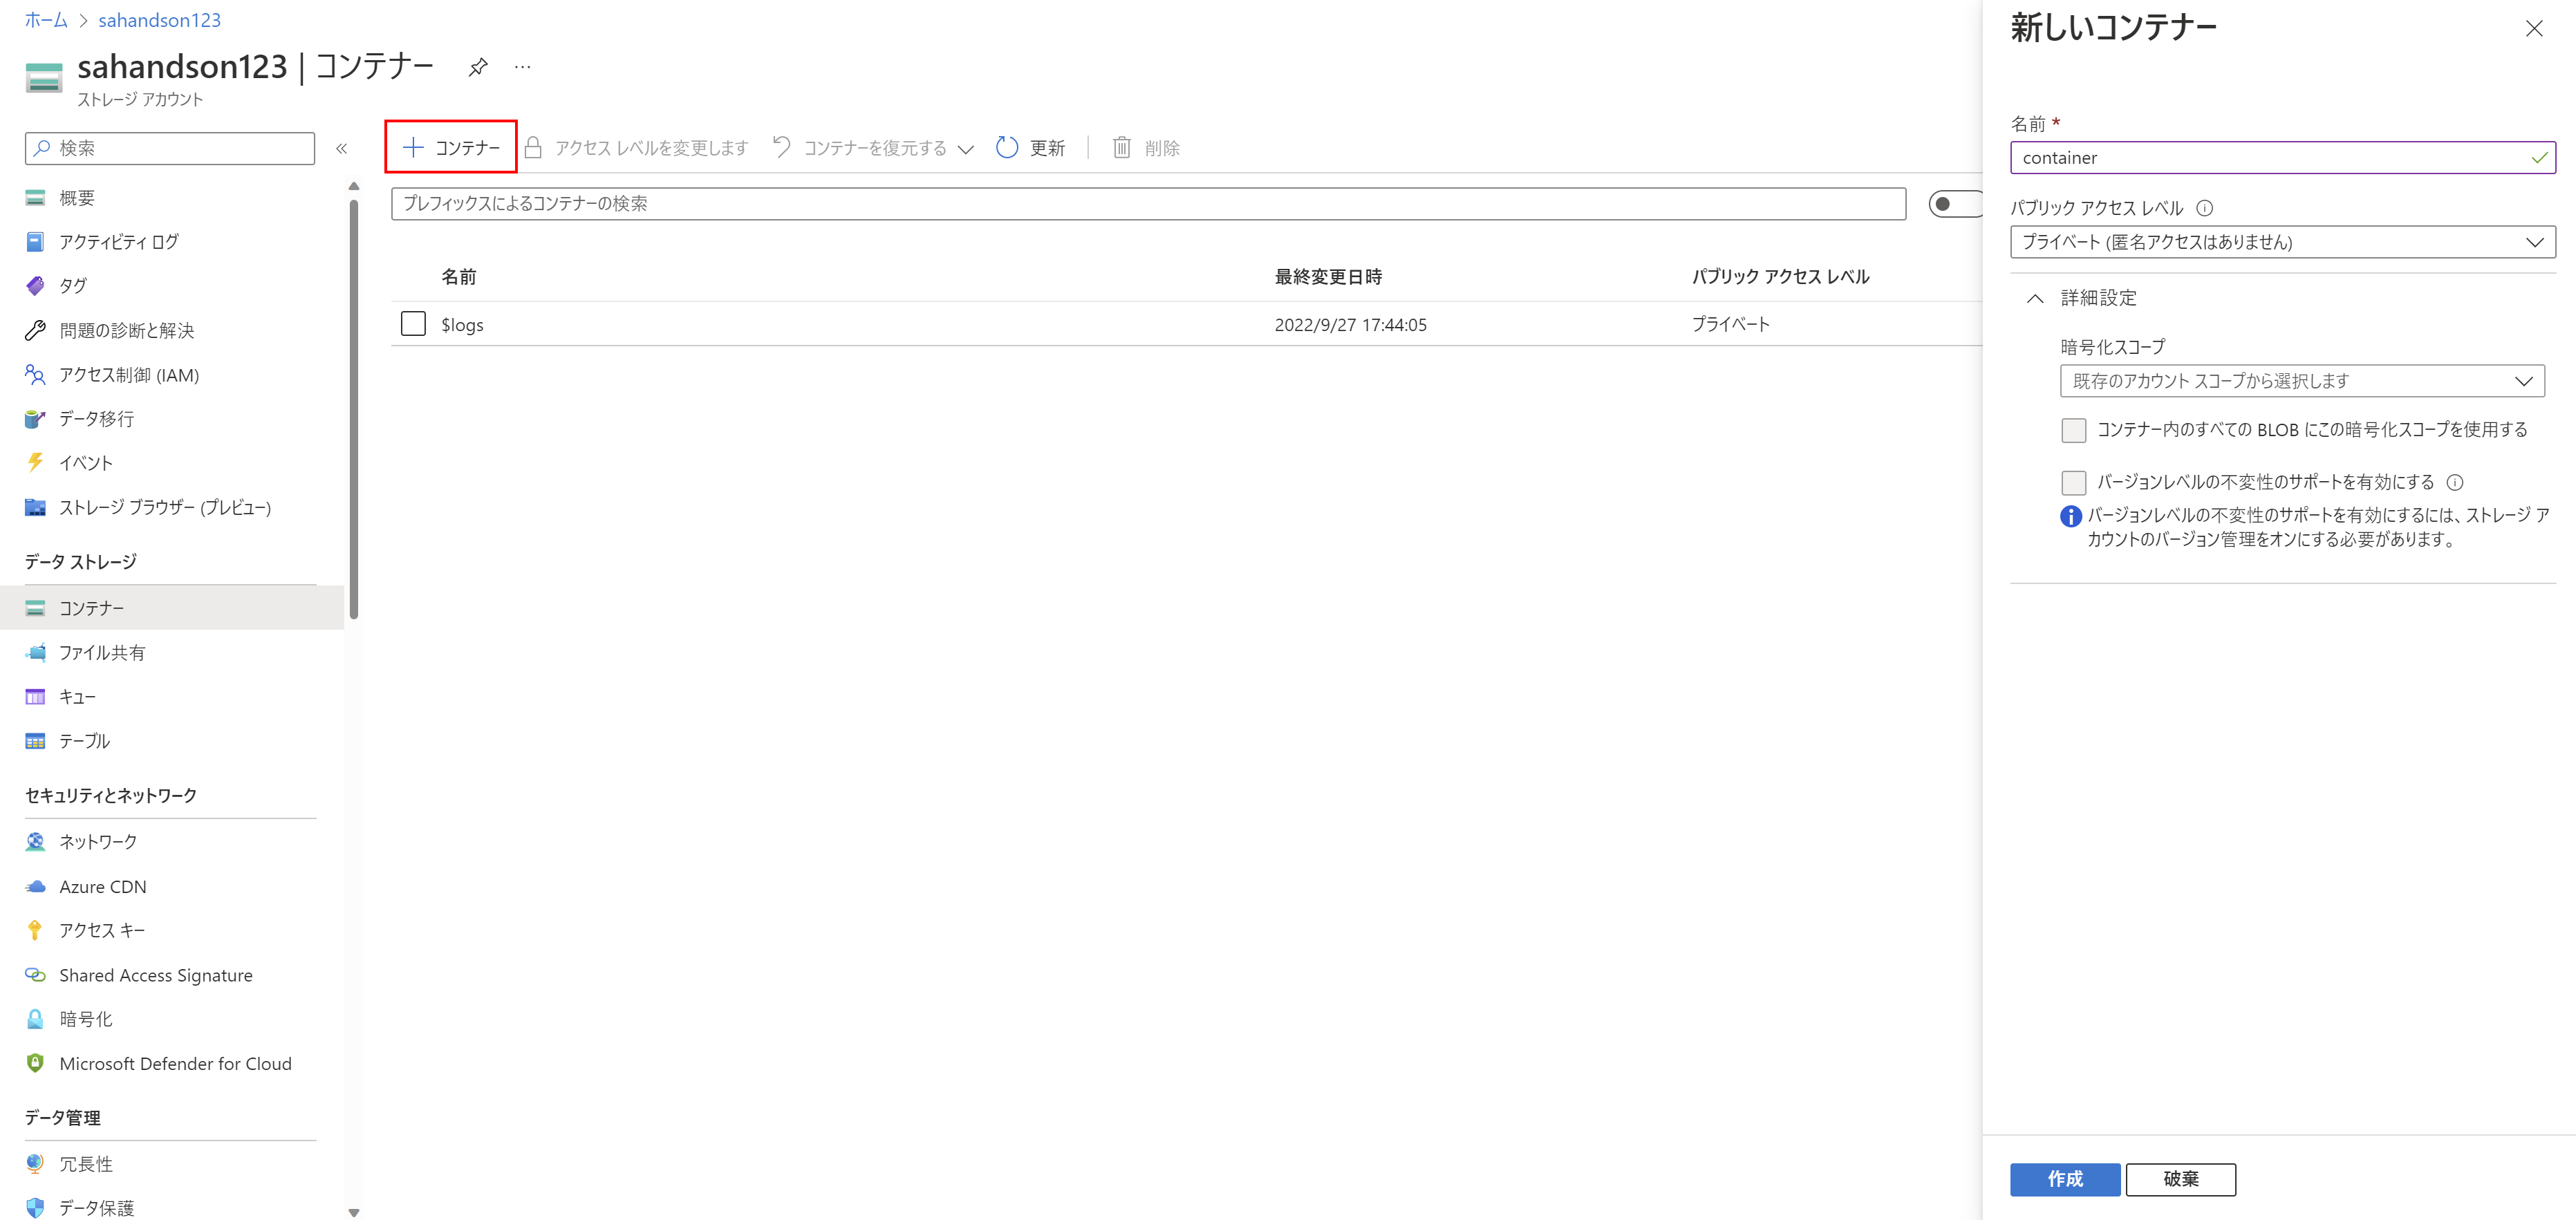 ホーム > sahandson123
sahandson123 | コンテナー
ストレージ アカウント
検索
概要
アクティビティ ログ
タグ
問題の診断と解決
アクセス制御 (IAM)
データ移行
イベント
ストレージ ブラウザー (プレビュー)
データ ストレージ
コンテナー
ファイル共有
キュー
テーブル
セキュリティとネットワーク
ネットワーク
Azure CDN
アクセス キー
Shared Access Signature
暗号化
Microsoft Defender for Cloud
データ管理
冗長性
データ保護
コンテナー アクセス レベルを変更します コンテナーを復元する 更新 削除
プレフィックスによるコンテナーの検索
名前 最終変更日時 パブリック アクセス レベル
$logs 2022/9/27 17:44:05 プライベート
新しいコンテナー
名前 *
container
パブリック アクセス レベル
プライベート (匿名アクセスはありません)
詳細設定
暗号化スコープ
既存のアカウント スコープから選択します
コンテナー内のすべての BLOB にこの暗号化スコープを使用する
バージョンレベルの不変性のサポートを有効にする
バージョンレベルの不変性のサポートを有効にするには、ストレージ ア
カウントのバージョン管理をオンにする必要があります。
作成 破棄